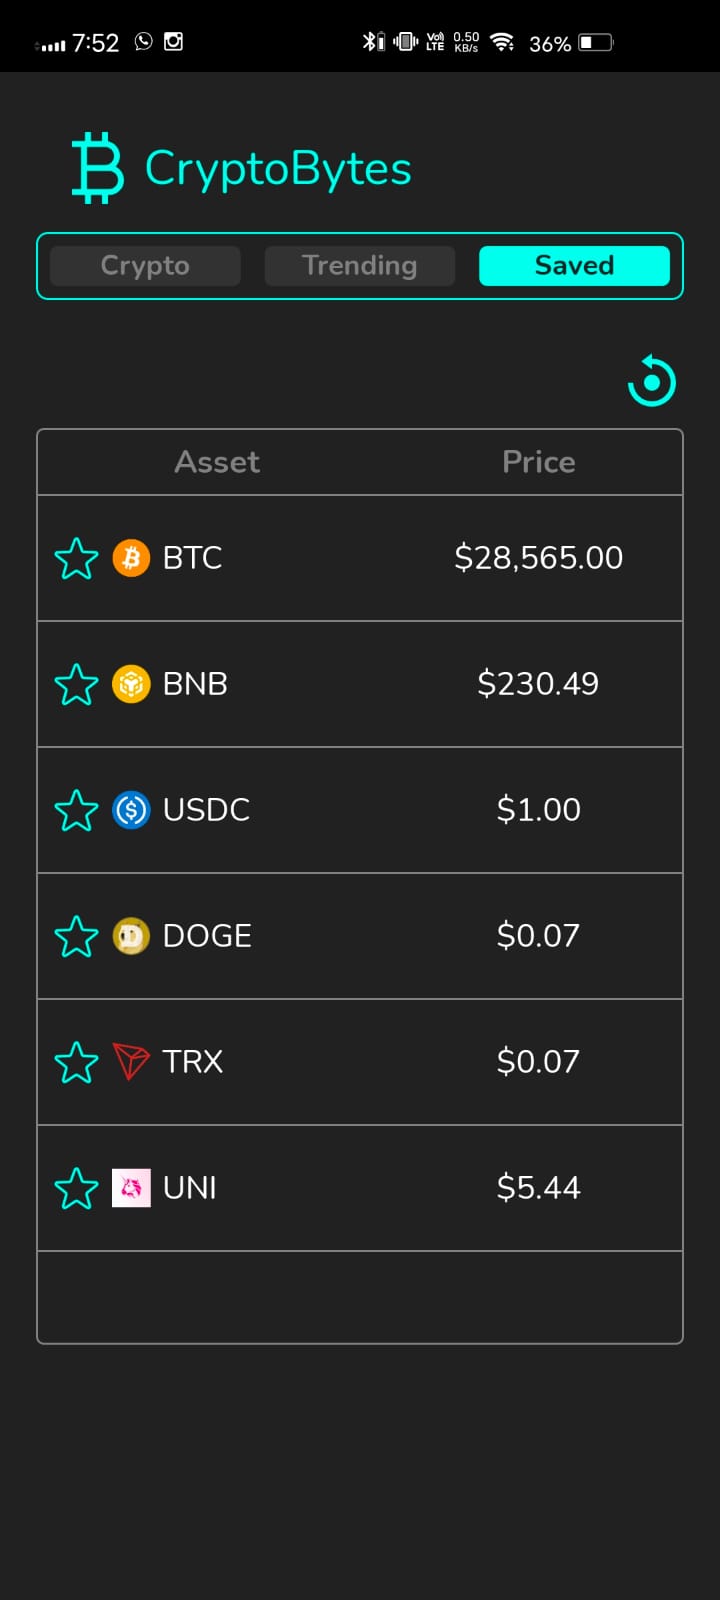 7:52 Vo) LTE 0.50 KB/s 36%
CryptoBytes
Crypto Trending Saved
Asset Price
BTC $28,565.00
BNB $230.49
USDC $1.00
DOGE $0.07
TRX $0.07
UNI $5.44